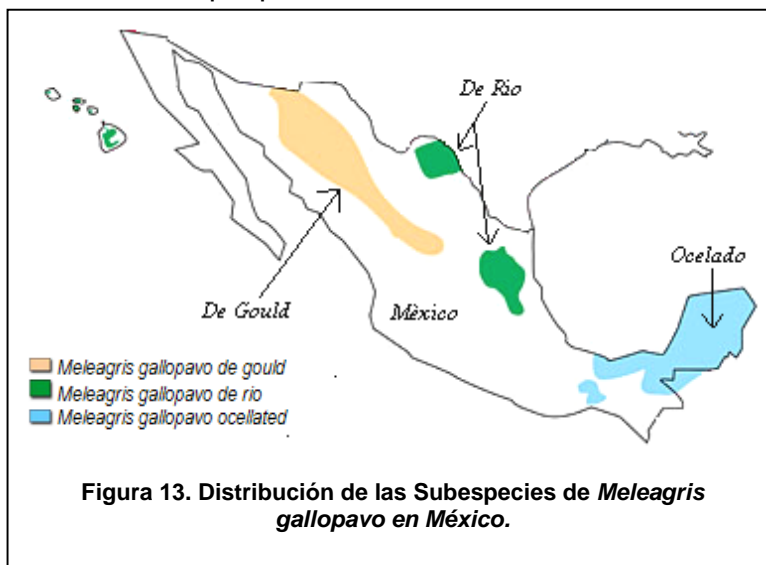 De Rio
Ocelado
De Gould
Mèxico
Meleagris gallopavo de gould
Meleagris gallopavo de rio
Meleagris gallopavo ocellated
Figura 13. Distribución de las Subespecies de Meleagris
gallopavo en México.